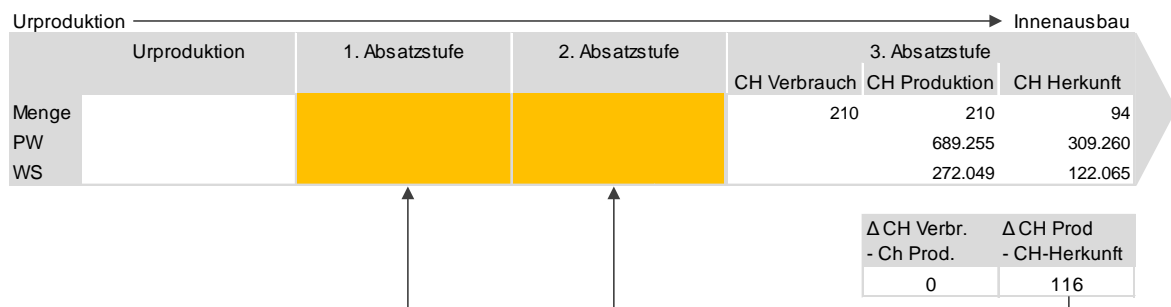 Urproduktion Innenausbau
Urproduktion 1. Absatzstufe 2. Absatzstufe 3. Absatzstufe
CH Verbrauch CH Produktion CH Herkunft
Menge 210 210 94
PW 689.255 309.260
WS 272.049 122.065
Δ CH Verbr. Δ CH Prod
- Ch Prod. - CH-Herkunft
0 116